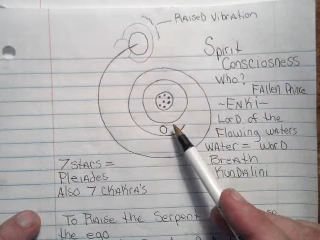 Raised Vibration
Spirit
Consciousness
Who?
Fallen Prince
~ENKI~
Lord of the
Flowing waters
Water = word
Breath
Kundalini
7 stars =
Pleiades
Also 7 chakra's
To Raise the Serpent
the ego